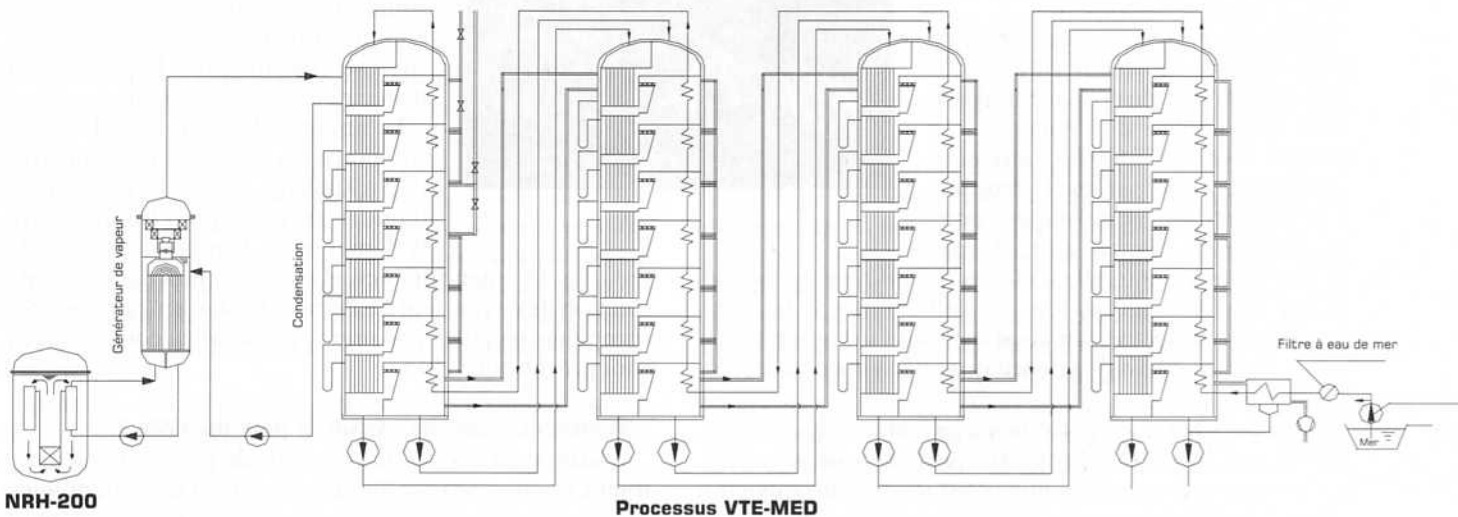 Générateur de vapeur
Condensation
Filtre à eau de mer
Mer
NRH-200
Processus VTE-MED